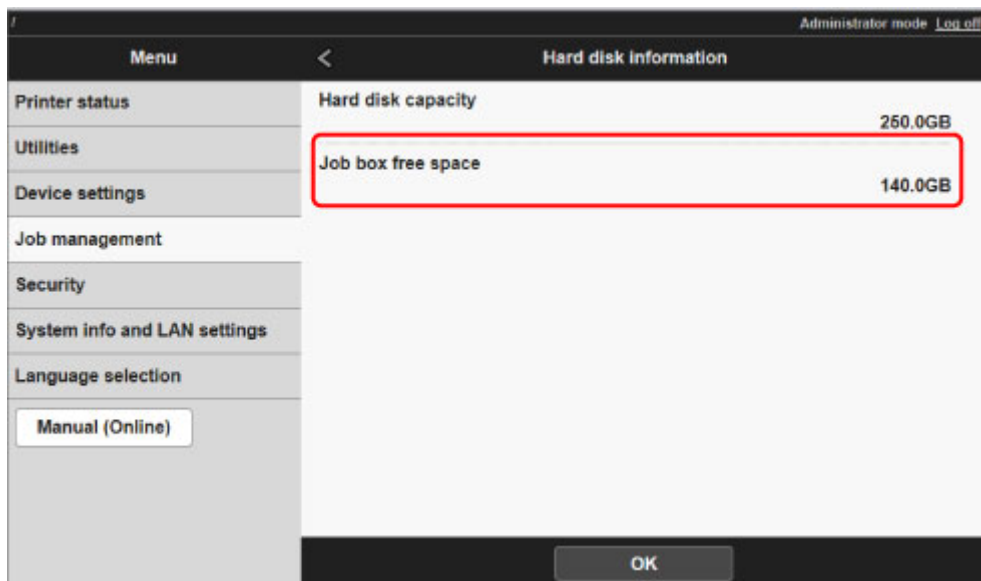 /
Administrator mode Log off
Menu
<
Hard disk information
Printer status
Utilities
Device settings
Job management
Security
System info and LAN settings
Language selection
Manual (Online)
Hard disk capacity
250.0GB
Job box free space
140.0GB
OK